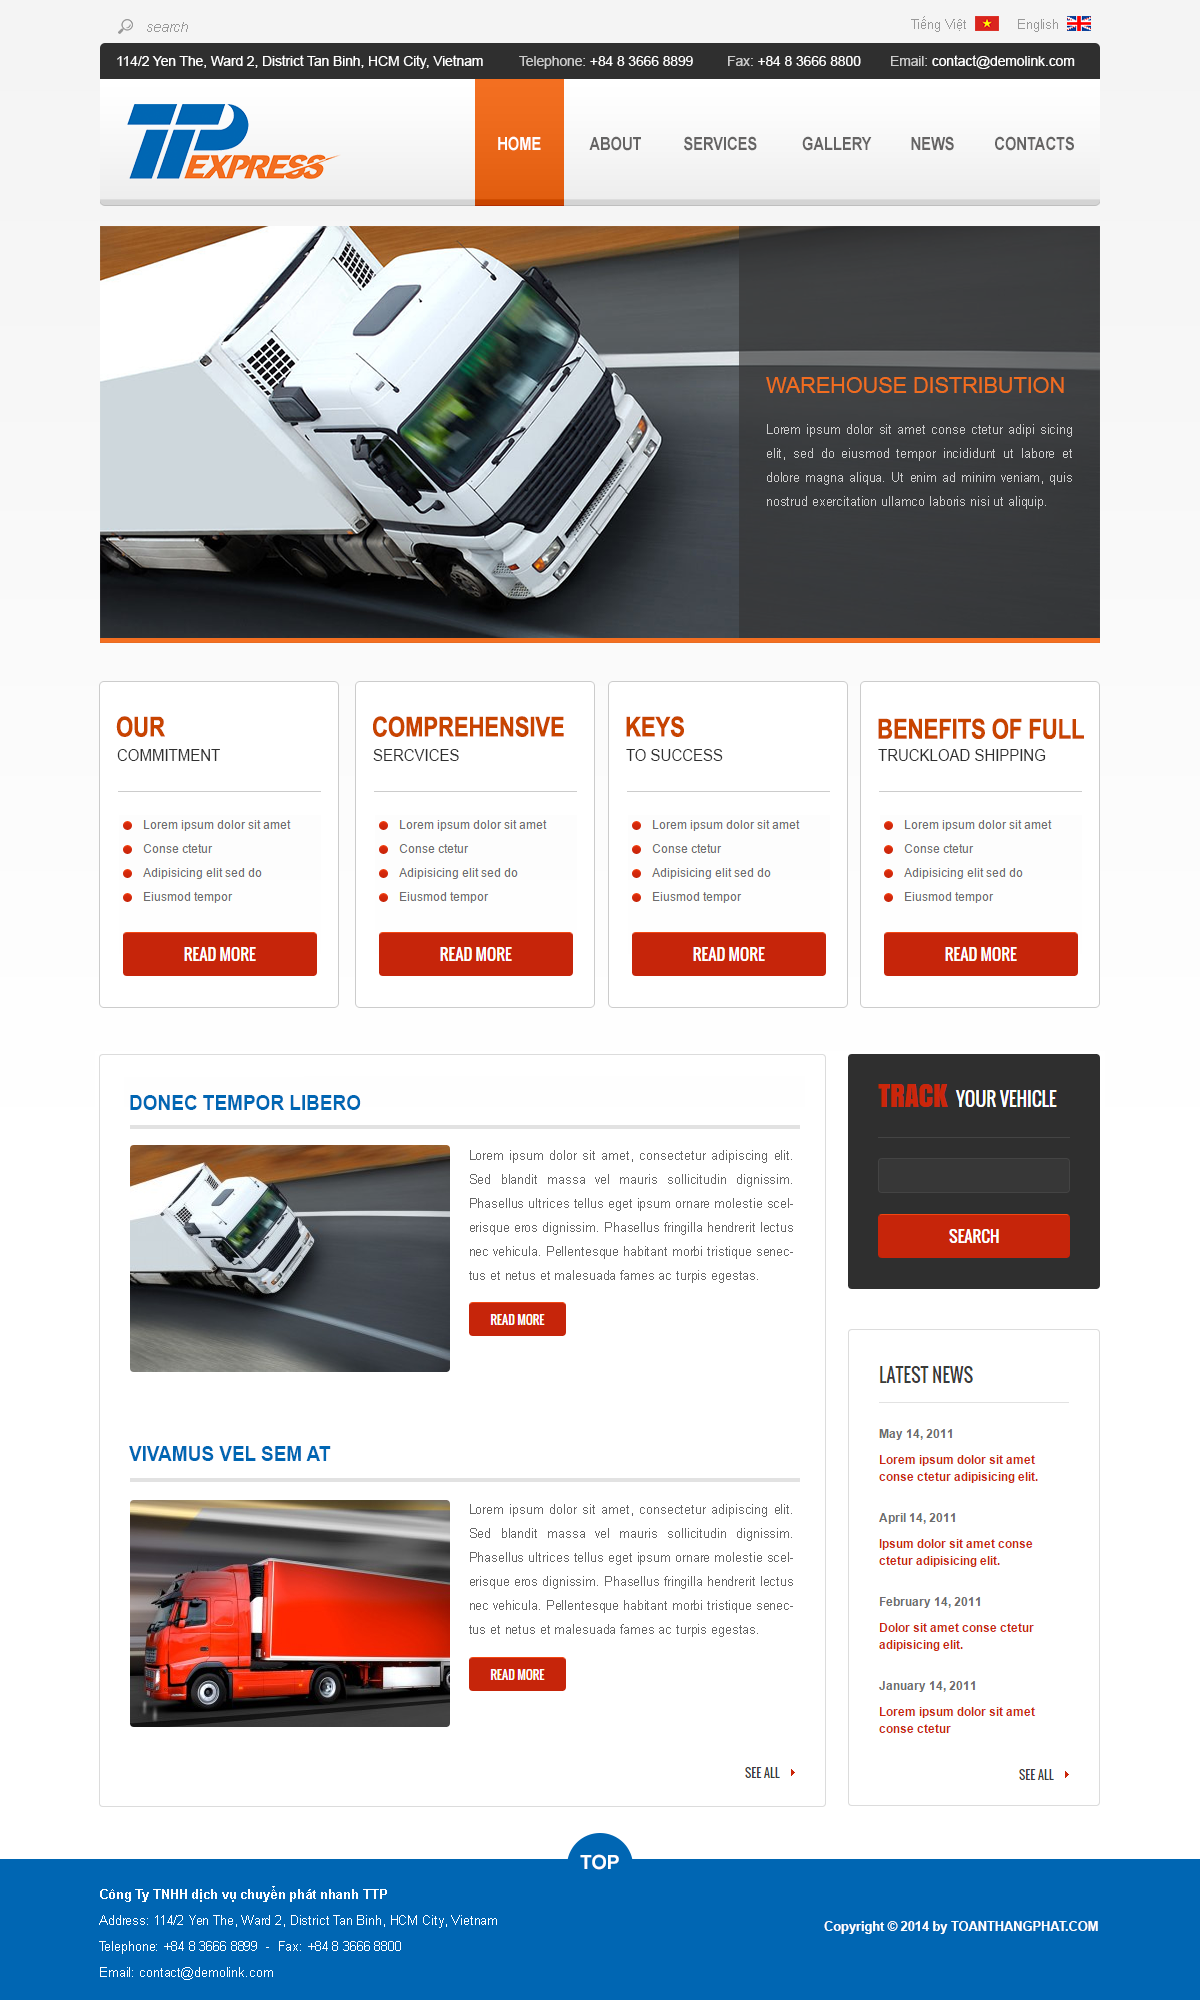 search
Tiếng Việt
English
114/2 Yen The, Ward 2, District Tan Binh, HCM City, Vietnam
Telephone: +84 8 3666 8899
Fax: +84 8 3666 8800
Email: contact@demolink.com
TTP EXPRESS
HOME
ABOUT
SERVICES
GALLERY
NEWS
CONTACTS
WAREHOUSE DISTRIBUTION
Lorem ipsum dolor sit amet conse ctetur adipi sicing
elit, sed do eiusmod tempor incididunt ut labore et
dolore magna aliqua. Ut enim ad minim veniam, quis
nostrud exercitation ullamco laboris nisi ut aliquip.
OUR
COMMITMENT
Lorem ipsum dolor sit amet
Conse ctetur
Adipisicing elit sed do
Eiusmod tempor
READ MORE
COMPREHENSIVE
SERCVICES
Lorem ipsum dolor sit amet
Conse ctetur
Adipisicing elit sed do
Eiusmod tempor
READ MORE
KEYS
TO SUCCESS
Lorem ipsum dolor sit amet
Conse ctetur
Adipisicing elit sed do
Eiusmod tempor
READ MORE
BENEFITS OF FULL
TRUCKLOAD SHIPPING
Lorem ipsum dolor sit amet
Conse ctetur
Adipisicing elit sed do
Eiusmod tempor
READ MORE
DONEC TEMPOR LIBERO
Lorem ipsum dolor sit amet, consectetur adipiscing elit.
Sed blandit massa vel mauris sollicitudin dignissim.
Phasellus ultrices tellus eget ipsum ornare molestie scel-
erisque eros dignissim. Phasellus fringilla hendrerit lectus
nec vehicula. Pellentesque habitant morbi tristique senec-
tus et netus et malesuada fames ac turpis egestas.
READ MORE
VIVAMUS VEL SEM AT
Lorem ipsum dolor sit amet, consectetur adipiscing elit.
Sed blandit massa vel mauris sollicitudin dignissim.
Phasellus ultrices tellus eget ipsum ornare molestie scel-
erisque eros dignissim. Phasellus fringilla hendrerit lectus
nec vehicula. Pellentesque habitant morbi tristique senec-
tus et netus et malesuada fames ac turpis egestas.
READ MORE
SEE ALL
TRACK YOUR VEHICLE
SEARCH
LATEST NEWS
May 14, 2011
Lorem ipsum dolor sit amet
conse ctetur adipisicing elit.
April 14, 2011
Ipsum dolor sit amet conse
ctetur adipisicing elit.
February 14, 2011
Dolor sit amet conse ctetur
adipisicing elit.
January 14, 2011
Lorem ipsum dolor sit amet
conse ctetur
SEE ALL
TOP
Công Ty TNHH dịch vụ chuyển phát nhanh TTP
Address: 114/2 Yen The, Ward 2, District Tan Binh, HCM City, Vietnam
Telephone: +84 8 3666 8899 - Fax: +84 8 3666 8800
Email: contact@demolink.com
Copyright © 2014 by TOANTHANGPHAT.COM